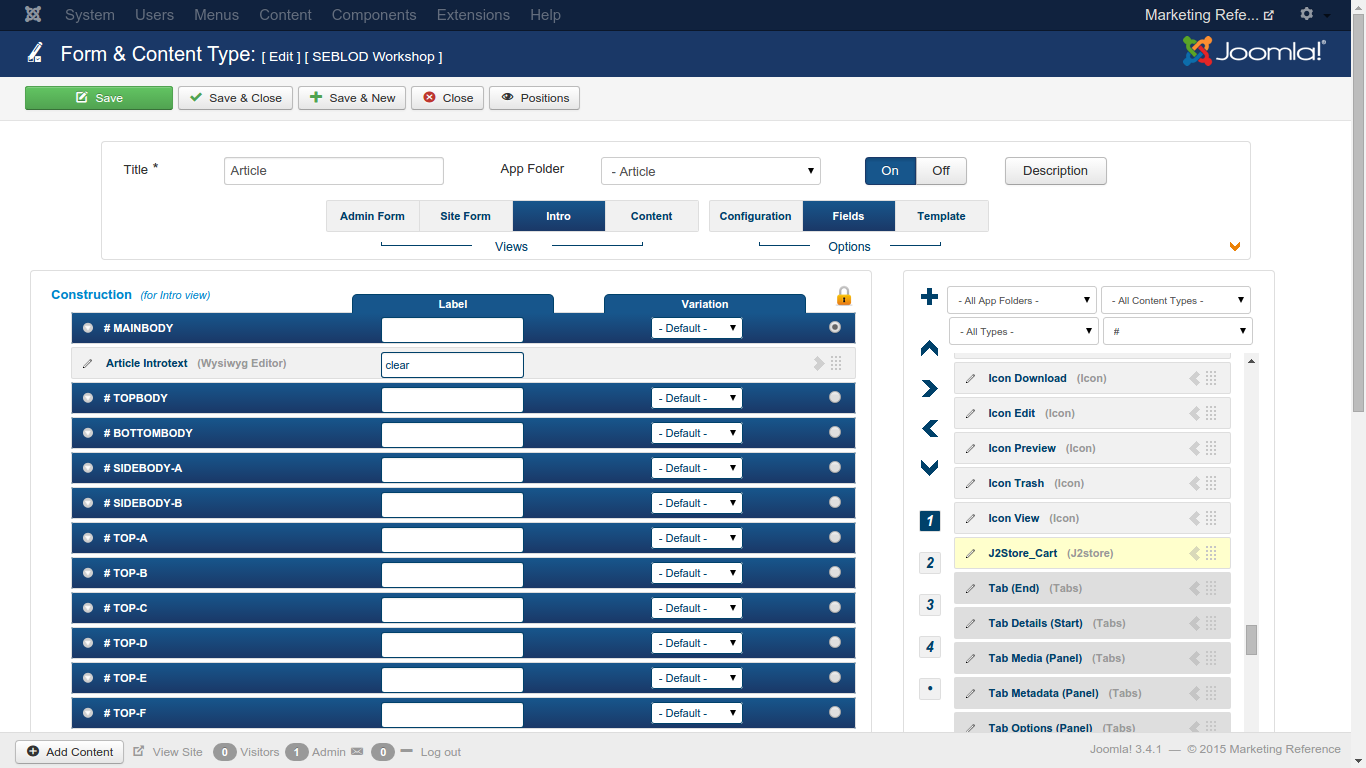 System Users Menus Content Components Extensions Help Marketing Refe...
Form & Content Type: [ Edit ] [ SEBLOD Workshop ] Joomla!®
Save Save & Close Save & New Close Positions
Title * Article App Folder - Article On Off Description
Admin Form Site Form Intro Content Configuration Fields Template
Views Options
Construction (for Intro view) Label Variation
# MAINBODY - Default -
Article Introtext (Wysiwyg Editor) clear
# TOPBODY - Default -
# BOTTOMBODY - Default -
# SIDEBODY-A - Default -
# SIDEBODY-B - Default -
# TOP-A - Default -
# TOP-B - Default -
# TOP-C - Default -
# TOP-D - Default -
# TOP-E - Default -
# TOP-F - Default -
- All App Folders - - All Content Types -
- All Types - #
Icon Download (Icon)
Icon Edit (Icon)
Icon Preview (Icon)
Icon Trash (Icon)
Icon View (Icon)
1
J2Store_Cart (J2store)
2
Tab (End) (Tabs)
3
Tab Details (Start) (Tabs)
4
Tab Media (Panel) (Tabs)
•
Tab Metadata (Panel) (Tabs)
Tab Options (Panel) (Tabs)
Add Content View Site 0 Visitors 1 Admin 0 Log out Joomla! 3.4.1 — © 2015 Marketing Reference